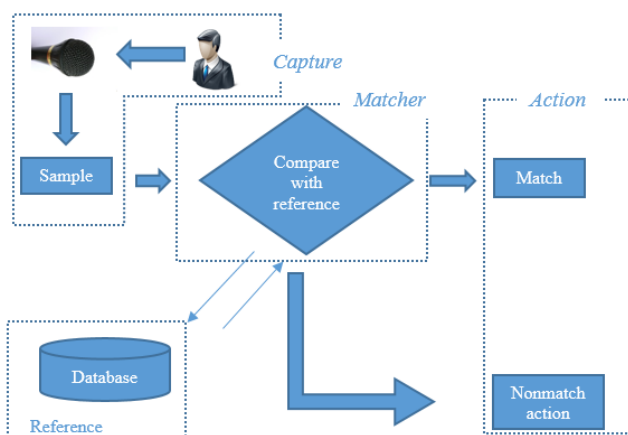 Capture
Matcher
Action
Sample
Compare
with
reference
Match
Database
Reference
Nonmatch
action